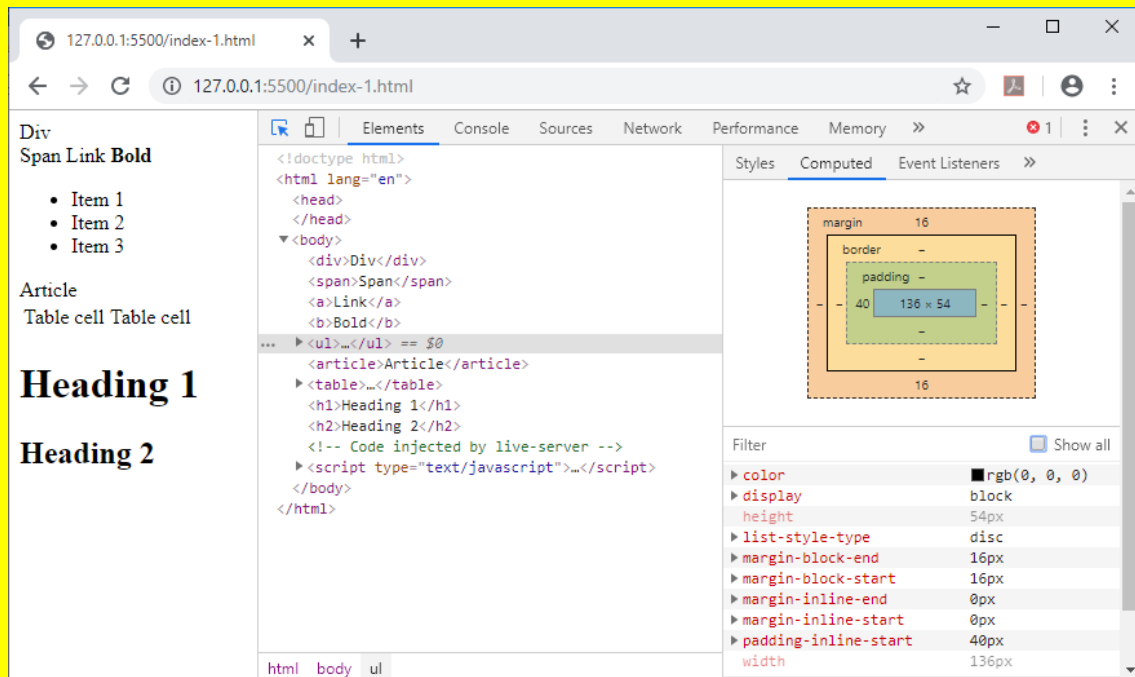 127.0.0.1:5500/index-1.html
127.0.0.1:5500/index-1.html
Div
Span Link Bold
Item 1
Item 2
Item 3
Article
Table cell Table cell
Heading 1
Heading 2
Elements Console Sources Network Performance Memory » 1
<!doctype html>
<html lang="en">
<head>
</head>
<body>
<div>Div</div>
<span>Span</span>
<a>Link</a>
<b>Bold</b>
… <ul>…</ul> == $0
<article>Article</article>
<table>…</table>
<h1>Heading 1</h1>
<h2>Heading 2</h2>
<!-- Code injected by live-server -->
<script type="text/javascript">…</script>
</body>
</html>
html body ul
Styles Computed Event Listeners »
margin 16
border –
padding –
– – 40 136 × 54 – – –
–
–
16
Filter Show all
color rgb(0, 0, 0)
display block
height 54px
list-style-type disc
margin-block-end 16px
margin-block-start 16px
margin-inline-end 0px
margin-inline-start 0px
padding-inline-start 40px
width 136px